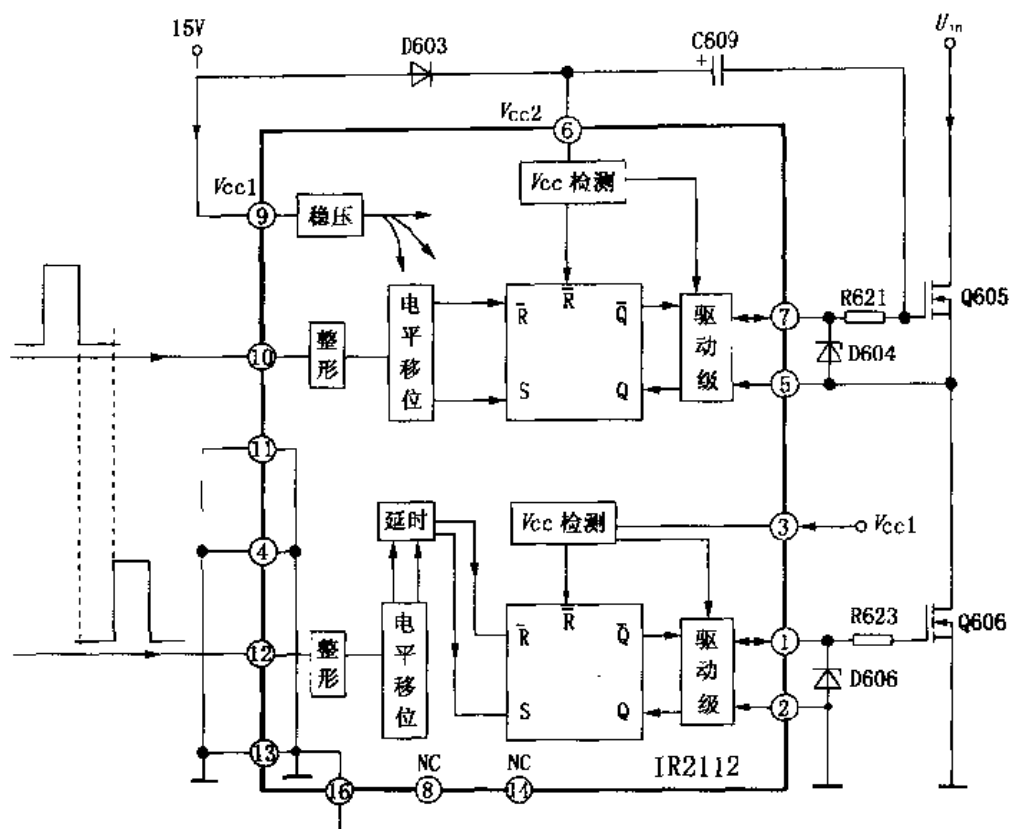 15V
D603
C609
Uin
Vcc2
⑥
Vcc1
⑨
稳压
Vcc 检测
电平移位
R̄
R̄
Q̄
S
Q
驱动级
⑦
R621
Q605
D604
⑤
⑩
整形
⑪
④
延时
Vcc 检测
③
Vcc1
⑫
整形
电平移位
R̄
R̄
Q̄
S
Q
驱动级
①
R623
Q606
D606
②
⑬
IR2112
⑯
NC
⑧
NC
⑭